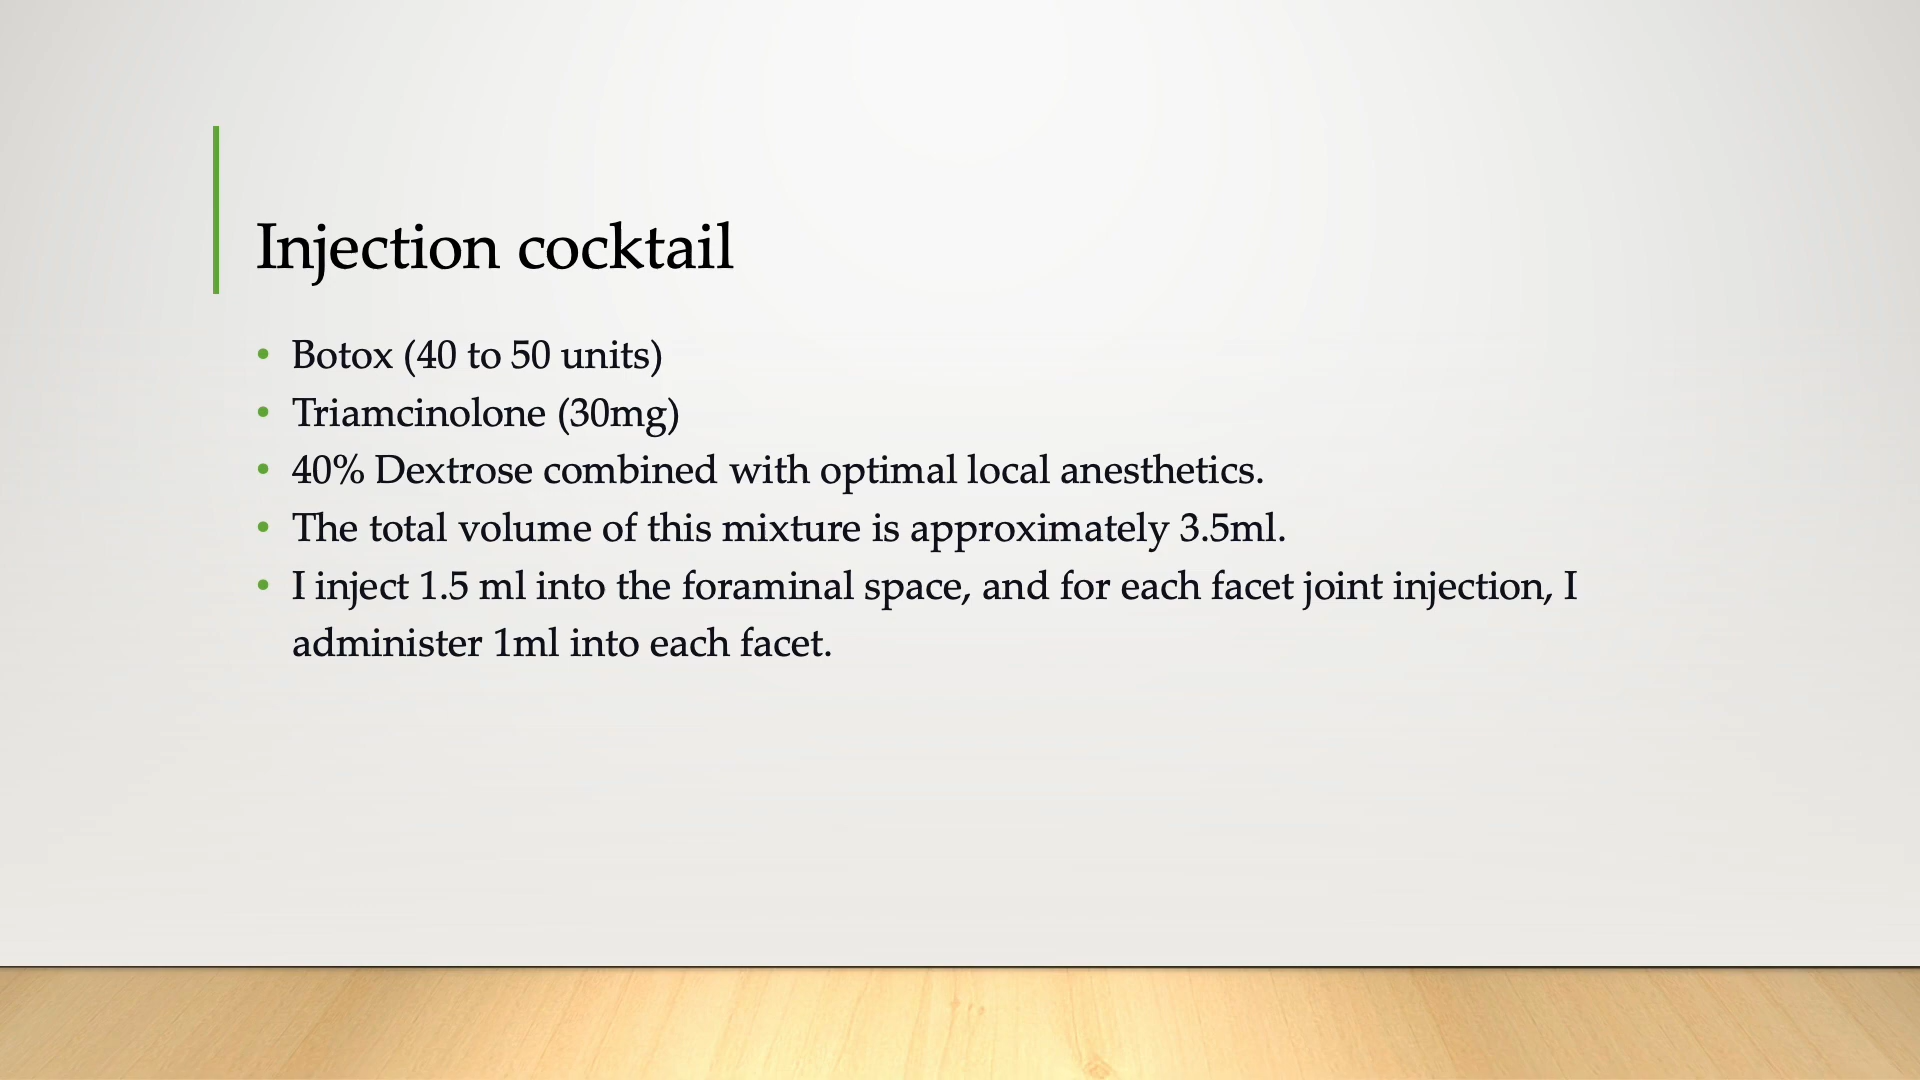 Injection cocktail
• Botox (40 to 50 units)
• Triamcinolone (30mg)
• 40% Dextrose combined with optimal local anesthetics.
• The total volume of this mixture is approximately 3.5ml.
• I inject 1.5 ml into the foraminal space, and for each facet joint injection, I
administer 1ml into each facet.